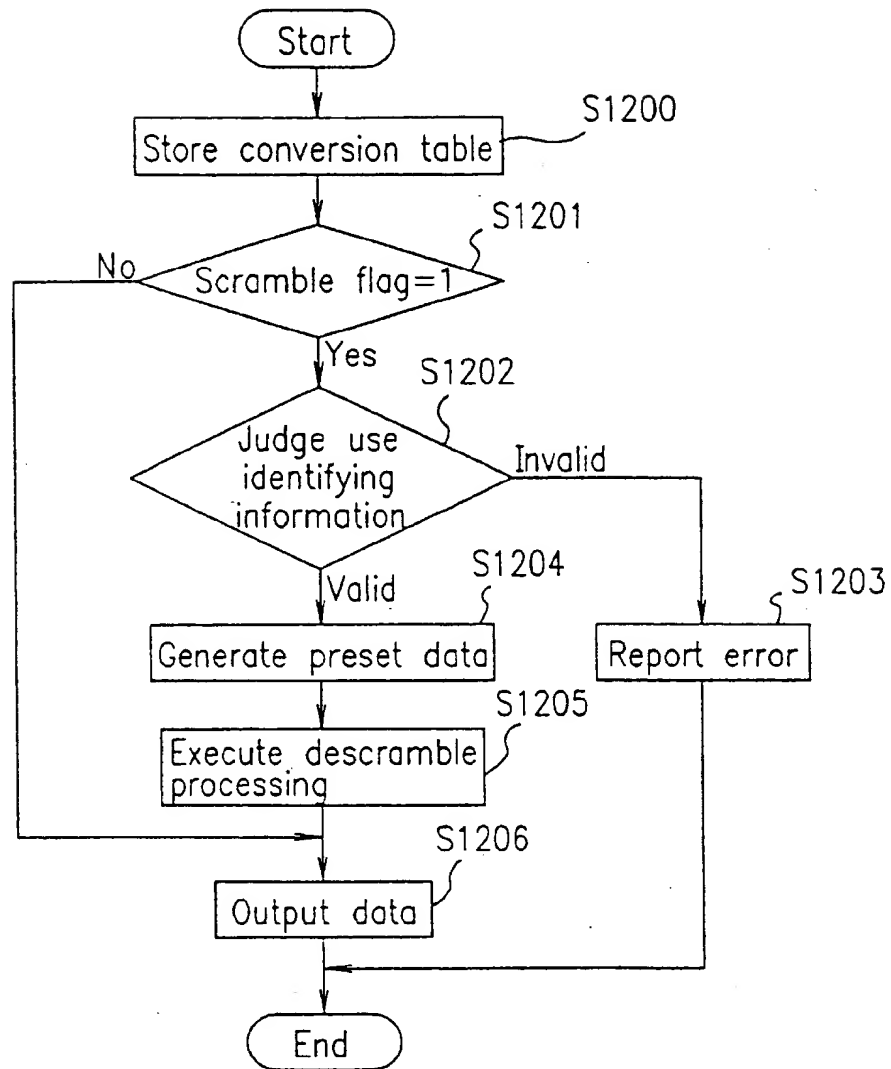 Start
S1200
Store conversion table
S1201
No
Scramble flag=1
Yes
S1202
Judge use
identifying
information
Invalid
Valid
S1204
S1203
Generate preset data
Report error
S1205
Execute descramble
processing
S1206
Output data
End